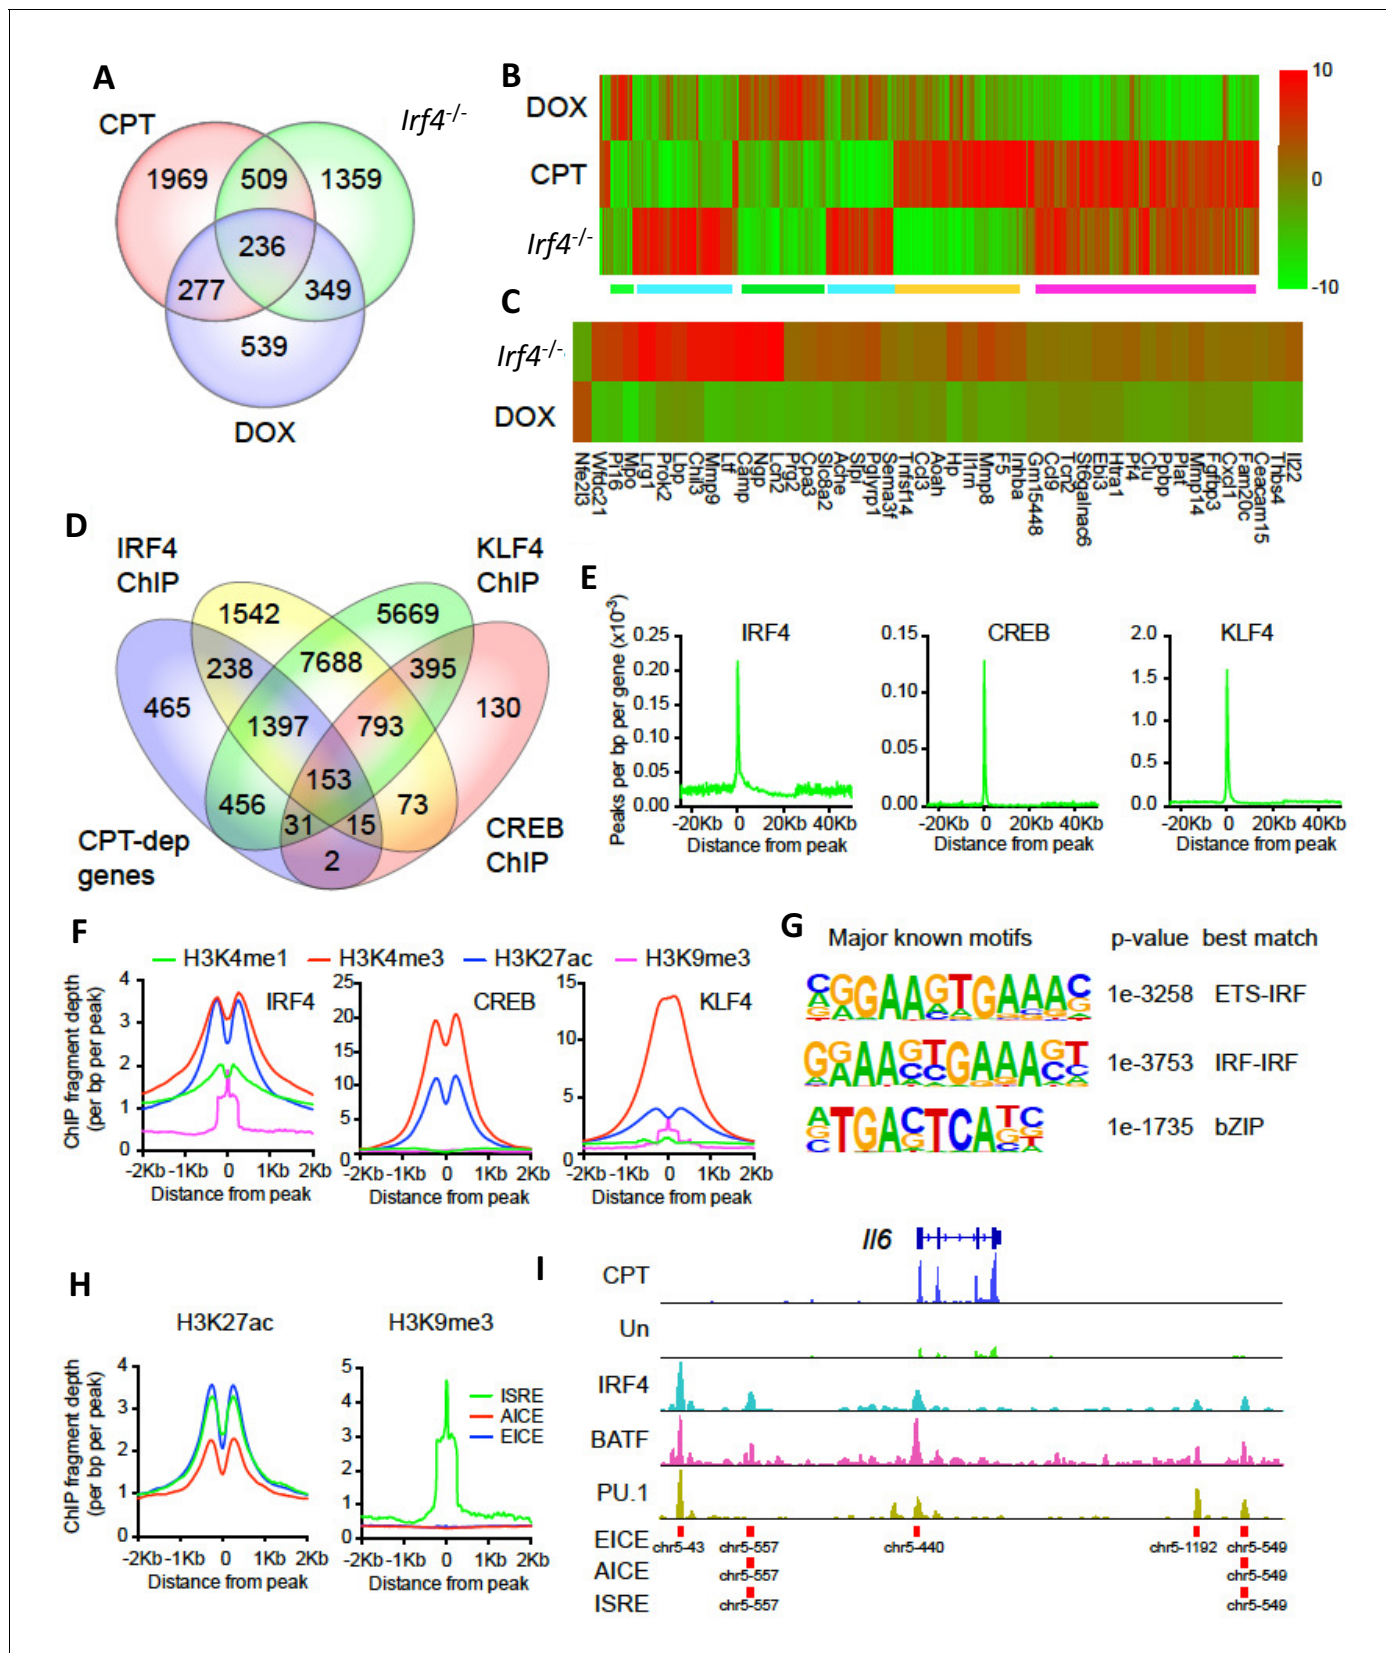 A
CPT
Irf4-/-
1969
509
1359
236
277
349
539
DOX
B
DOX
CPT
Irf4-/-
10
0
-10
C
Irf4-/-
DOX
Nfe2l3
Wfdc21
Pi16
Mpo
Lrg1
Prok2
Lbp
Chil3
Mmp9
Ltf
Camp
Ngp
Lcn2
Prg2
Cpa3
Slc8a2
Ache
Slpi
Pglyrp1
Sema3f
Tnfsf14
Ccl3
Aoah
Hp
Il1rn
Mmp8
F5
Inhba
Gm15448
Ccl9
Tcn2
St6galnac6
Ebi3
Htra1
Pf4
Clu
Ppbp
Plat
Mmp14
Fgfbp3
Cxcl1
Fam20c
Ceacam15
Thbs4
Il22
D
IRF4
ChIP
KLF4
ChIP
1542
5669
238
7688
395
465
1397
793
130
153
456
73
31
15
2
CPT-dep
genes
CREB
ChIP
E
Peaks per bp per gene (x10-3)
IRF4
0.25
0.20
0.15
0.10
0.05
0.00
-20Kb 0 20Kb 40Kb
Distance from peak
CREB
0.15
0.10
0.05
0.00
-20Kb 0 20Kb 40Kb
Distance from peak
KLF4
2.0
1.5
1.0
0.5
0.0
-20Kb 0 20Kb 40Kb
Distance from peak
F
H3K4me1 H3K4me3 H3K27ac H3K9me3
ChIP fragment depth
(per bp per peak)
IRF4
4
3
2
1
0
-2Kb -1Kb 0 1Kb 2Kb
Distance from peak
CREB
25
20
15
10
5
0
-2Kb -1Kb 0 1Kb 2Kb
Distance from peak
KLF4
15
10
5
0
-2Kb -1Kb 0 1Kb 2Kb
Distance from peak
G
Major known motifs p-value best match
CGGAAGTGAAAC 1e-3258 ETS-IRF
GGAACTGAAAGT 1e-3753 IRF-IRF
ATGAGTCATC 1e-1735 bZIP
H
ChIP fragment depth
(per bp per peak)
H3K27ac
4
3
2
1
0
-2Kb -1Kb 0 1Kb 2Kb
Distance from peak
H3K9me3
5
4
3
2
1
0
ISRE
AICE
EICE
-2Kb -1Kb 0 1Kb 2Kb
Distance from peak
I
Il6
CPT
Un
IRF4
BATF
PU.1
EICE
chr5-43 chr5-557 chr5-440 chr5-1192 chr5-549
AICE
chr5-557 chr5-549
ISRE
chr5-557 chr5-549